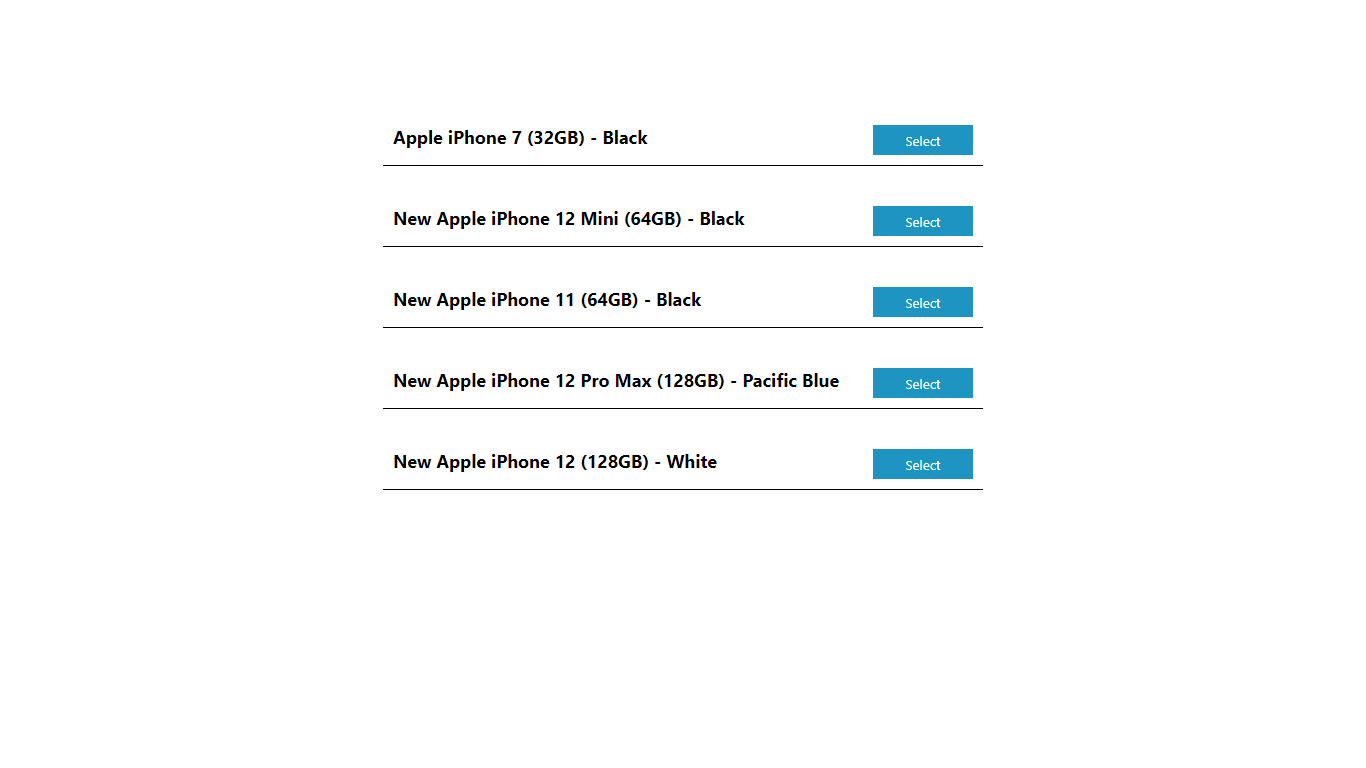 Apple iPhone 7 (32GB) - Black
Select
New Apple iPhone 12 Mini (64GB) - Black
Select
New Apple iPhone 11 (64GB) - Black
Select
New Apple iPhone 12 Pro Max (128GB) - Pacific Blue
Select
New Apple iPhone 12 (128GB) - White
Select